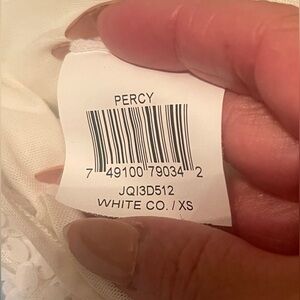 PERCY
7 49100 79034 2
JQI3D512
WHITE CO. / XS